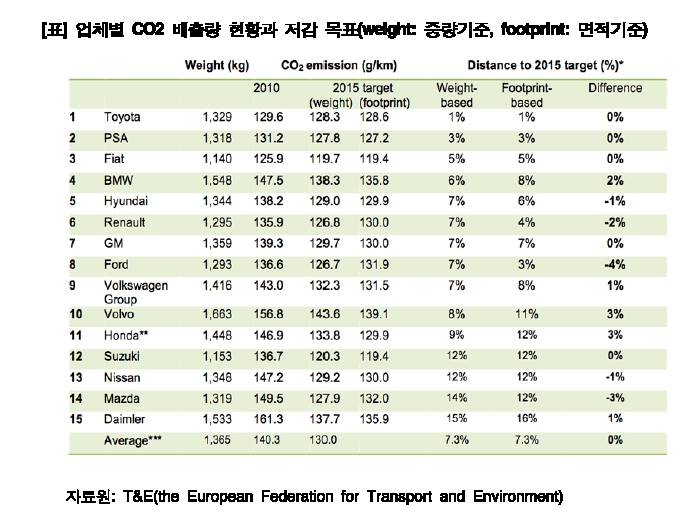 [표] 업체별 CO2 배출량 현황과 저감 목표(weight: 중량기준, footprint: 면적기준)
Weight (kg) CO₂ emission (g/km) Distance to 2015 target (%)*
2010 2015 target Weight- Footprint- Difference
(weight) (footprint) based based
1 Toyota 1,329 129.6 128.3 128.6 1% 1% 0%
2 PSA 1,318 131.2 127.8 127.2 3% 3% 0%
3 Fiat 1,140 125.9 119.7 119.4 5% 5% 0%
4 BMW 1,548 147.5 138.3 135.8 6% 8% 2%
5 Hyundai 1,344 138.2 129.0 129.9 7% 6% -1%
6 Renault 1,295 135.9 126.8 130.0 7% 4% -2%
7 GM 1,359 139.3 129.7 130.0 7% 7% 0%
8 Ford 1,293 136.6 126.7 131.9 7% 3% -4%
9 Volkswagen 1,416 143.0 132.3 131.5 7% 8% 1%
Group
10 Volvo 1,663 156.8 143.6 139.1 8% 11% 3%
11 Honda** 1,448 146.9 133.8 129.9 9% 12% 3%
12 Suzuki 1,153 136.7 120.3 119.4 12% 12% 0%
13 Nissan 1,348 147.2 129.2 130.0 12% 12% -1%
14 Mazda 1,319 149.5 127.9 132.0 14% 12% -3%
15 Daimler 1,533 161.3 137.7 135.9 15% 16% 1%
Average*** 1,365 140.3 130.0 7.3% 7.3% 0%
자료원: T&E(the European Federation for Transport and Environment)